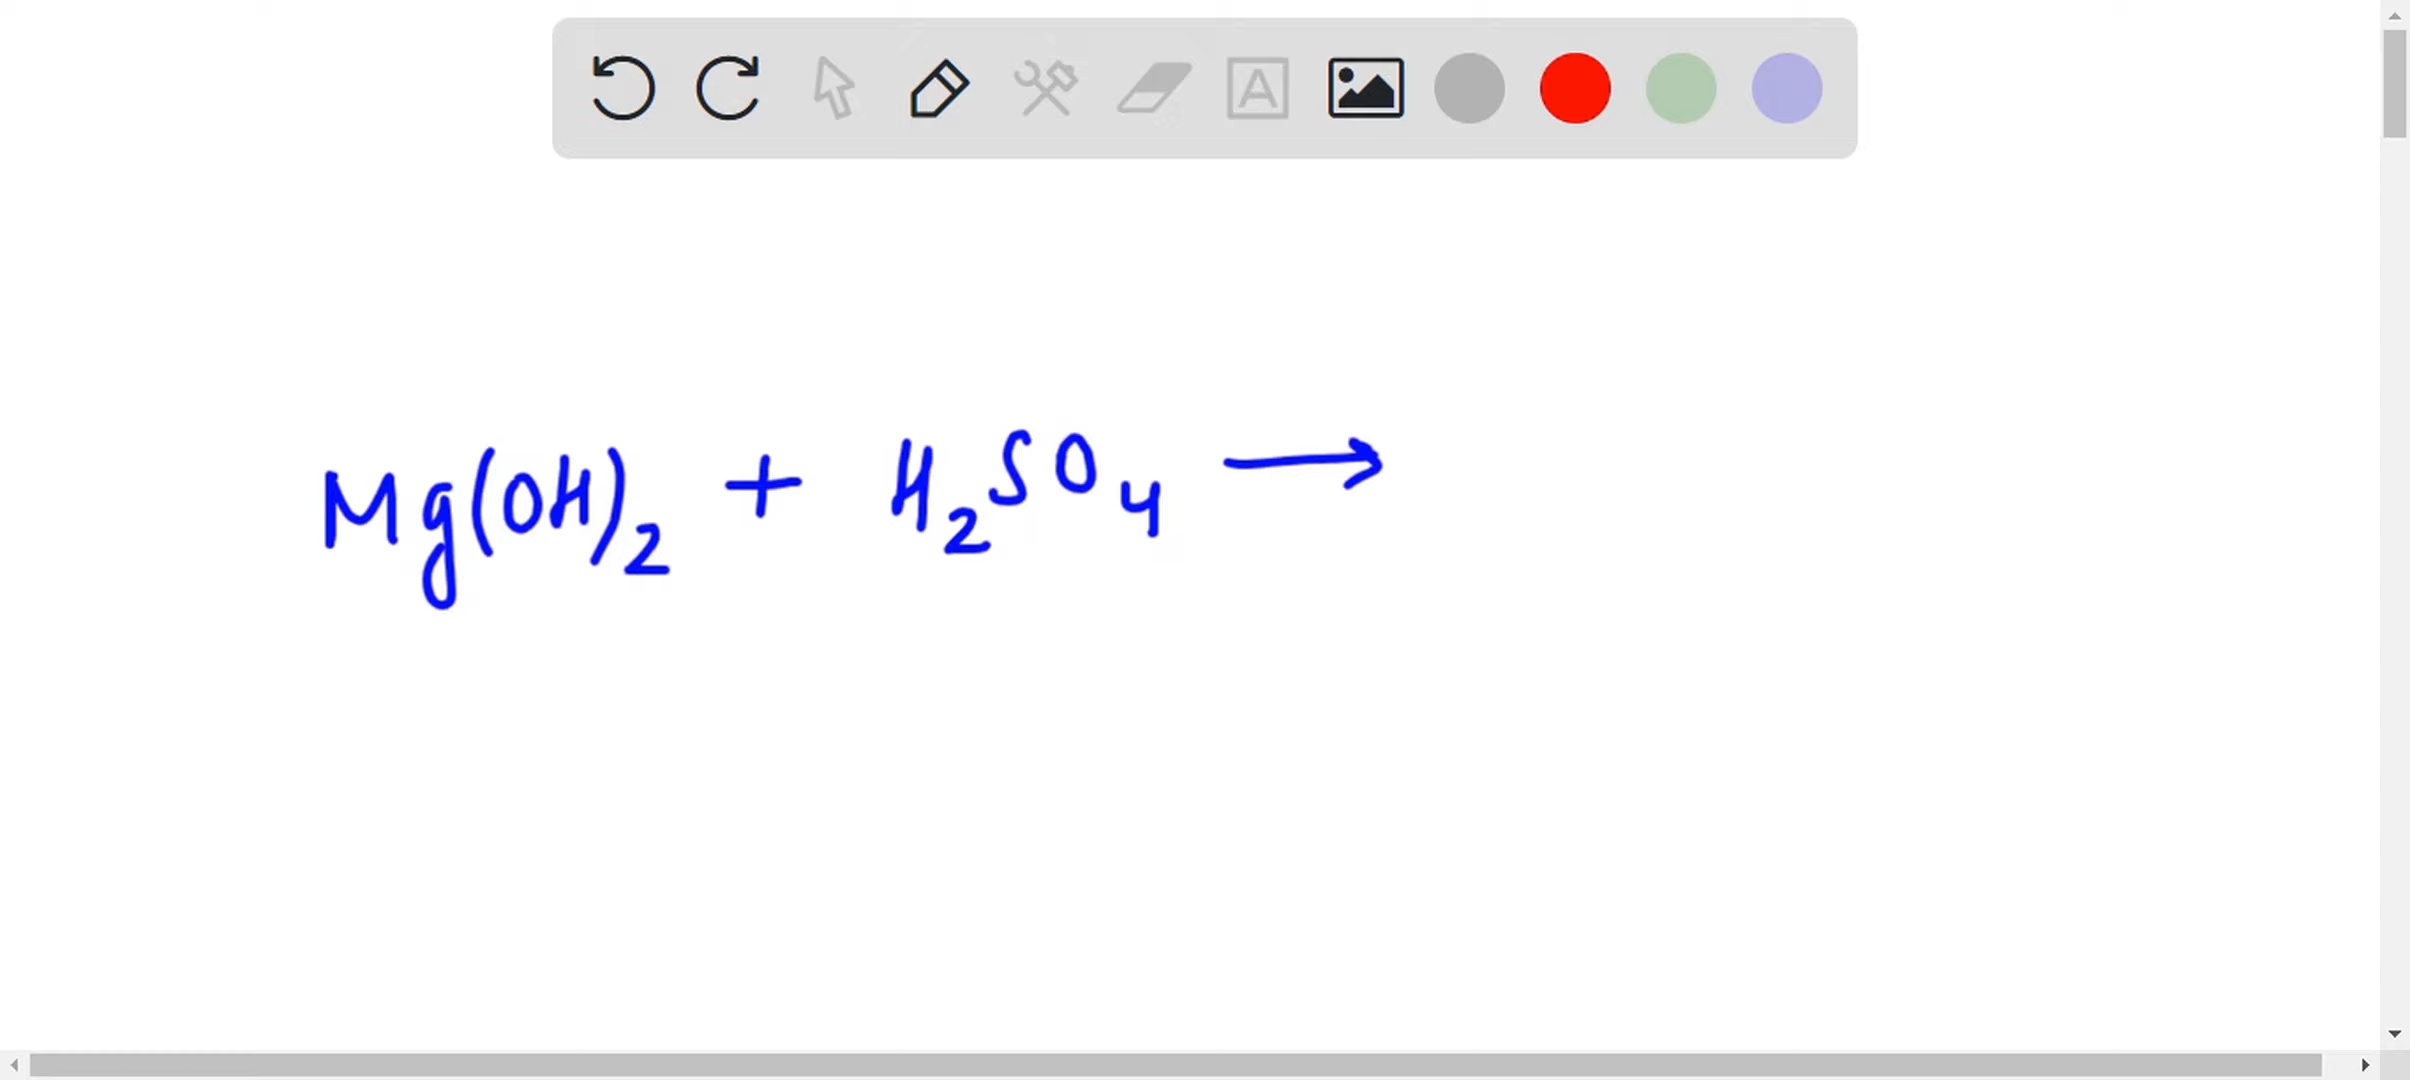 A
Mg(OH)₂ + H₂SO₄ →